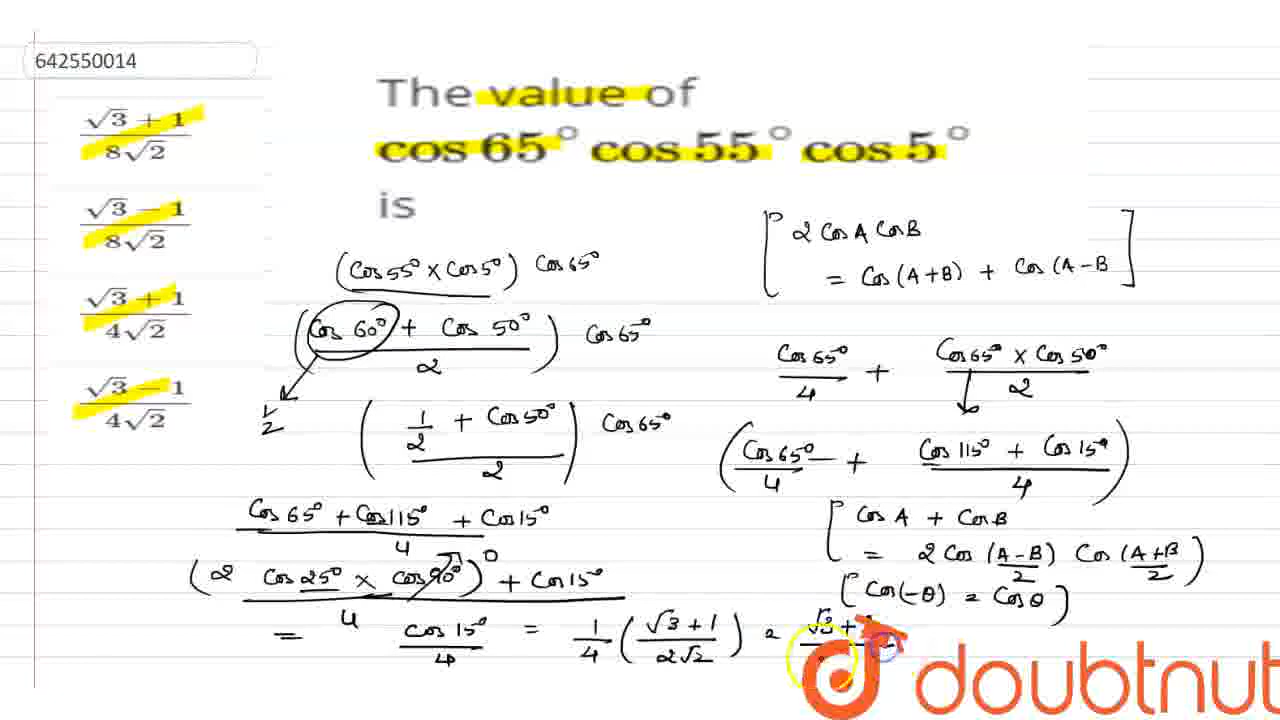 642550014
The value of
cos 65° cos 55° cos 5°
is
(√3 + 1)/(8√2)
(√3 − 1)/(8√2)
(√3 + 1)/(4√2)
(√3 − 1)/(4√2)
(Cos 55° × Cos 5°) Cos 65°
((Cos 60° + Cos 50°)/2) Cos 65°
1/2
((1/2 + Cos 50°)/2) Cos 65°
(Cos 65° + Cos 115° + Cos 15°)/4
((2 Cos 25° × Cos 90°) 0 + Cos 15°)/4
= Cos 15°/4 = 1/4 ((√3 + 1)/(2√2)) = √3 +
[2 Cos A Cos B
= Cos (A+B) + Cos (A−B]
Cos 65°/4 + (Cos 65° × Cos 50°)/2
(Cos 65°/4 + (Cos 115° + Cos 15°)/4)
[Cos A + Cos B
= 2 Cos (A−B)/2 Cos (A+B)/2)
[Cos(−θ) = Cos θ)
doubtnut